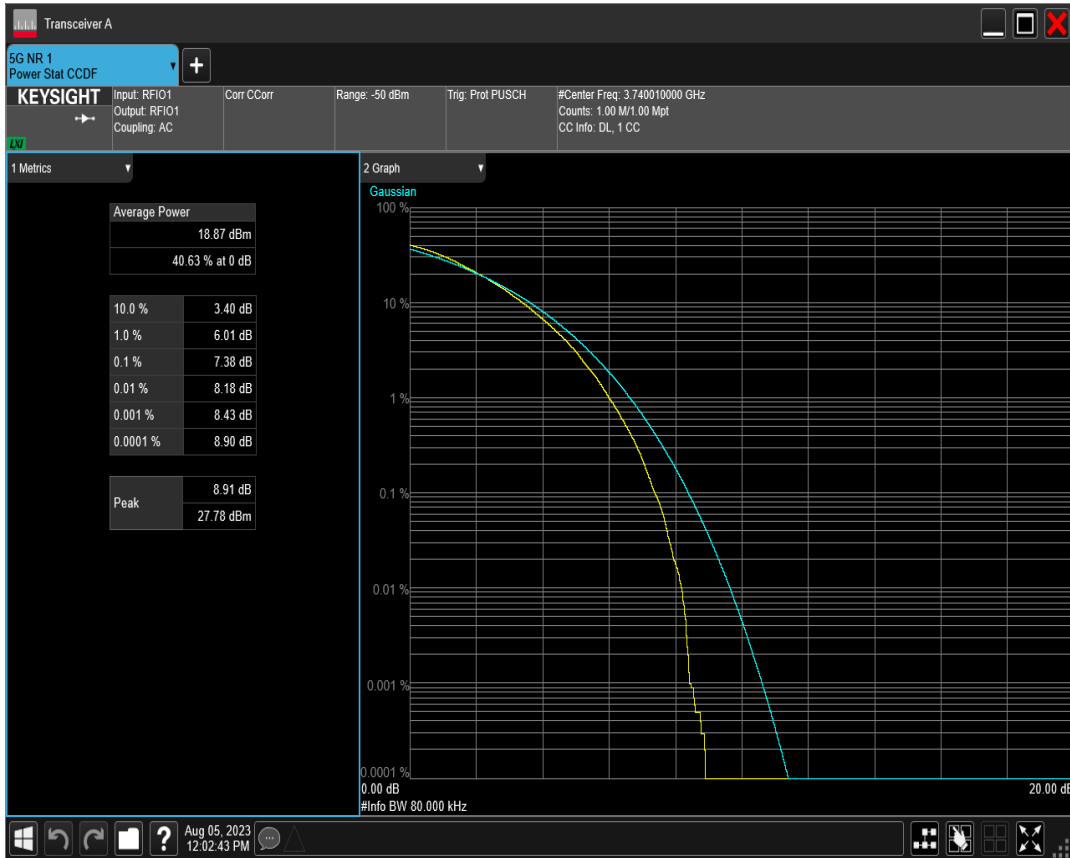 Transceiver A
5G NR 1
Power Stat CCDF
KEYSIGHT
LXI
Input: RFIO1
Output: RFIO1
Coupling: AC
Corr CCorr
Range: -50 dBm
Trig: Prot PUSCH
#Center Freq: 3.740010000 GHz
Counts: 1.00 M/1.00 Mpt
CC Info: DL, 1 CC
1 Metrics
Average Power
18.87 dBm
40.63 % at 0 dB
10.0 % 3.40 dB
1.0 % 6.01 dB
0.1 % 7.38 dB
0.01 % 8.18 dB
0.001 % 8.43 dB
0.0001 % 8.90 dB
Peak
8.91 dB
27.78 dBm
2 Graph
Gaussian
100 %
10 %
1 %
0.1 %
0.01 %
0.001 %
0.0001 %
0.00 dB 20.00 dB
#Info BW 80.000 kHz
Aug 05, 2023
12:02:43 PM